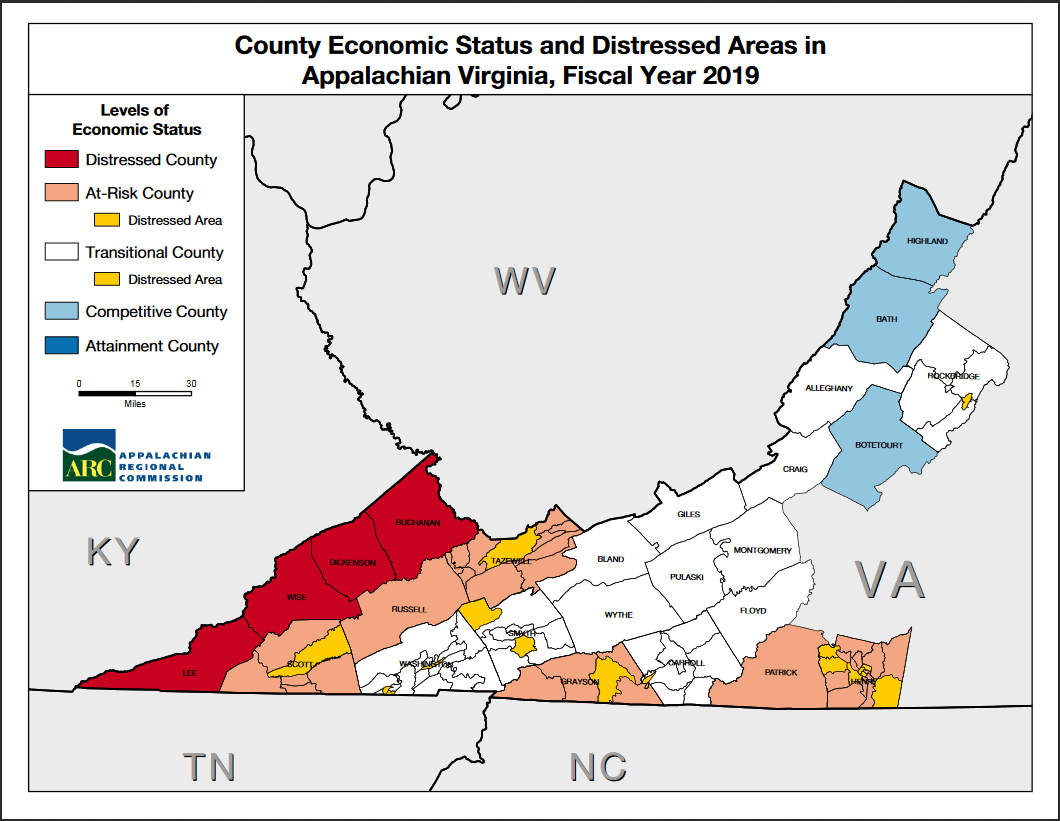 County Economic Status and Distressed Areas in
Appalachian Virginia, Fiscal Year 2019
Levels of
Economic Status
Distressed County
At-Risk County
Distressed Area
Transitional County
Distressed Area
Competitive County
Attainment County
0 15 30
Miles
ARC
APPALACHIAN
REGIONAL
COMMISSION
WV
KY
VA
TN
NC
HIGHLAND
BATH
ALLEGHANY
ROCKBRIDGE
BOTETOURT
CRAIG
GILES
BUCHANAN
MONTGOMERY
BLAND
TAZEWELL
DICKENSON
PULASKI
WISE
RUSSELL
WYTHE
FLOYD
SMYTH
SCOTT
WASHINGTON
CARROLL
LEE
GRAYSON
PATRICK
HENRY